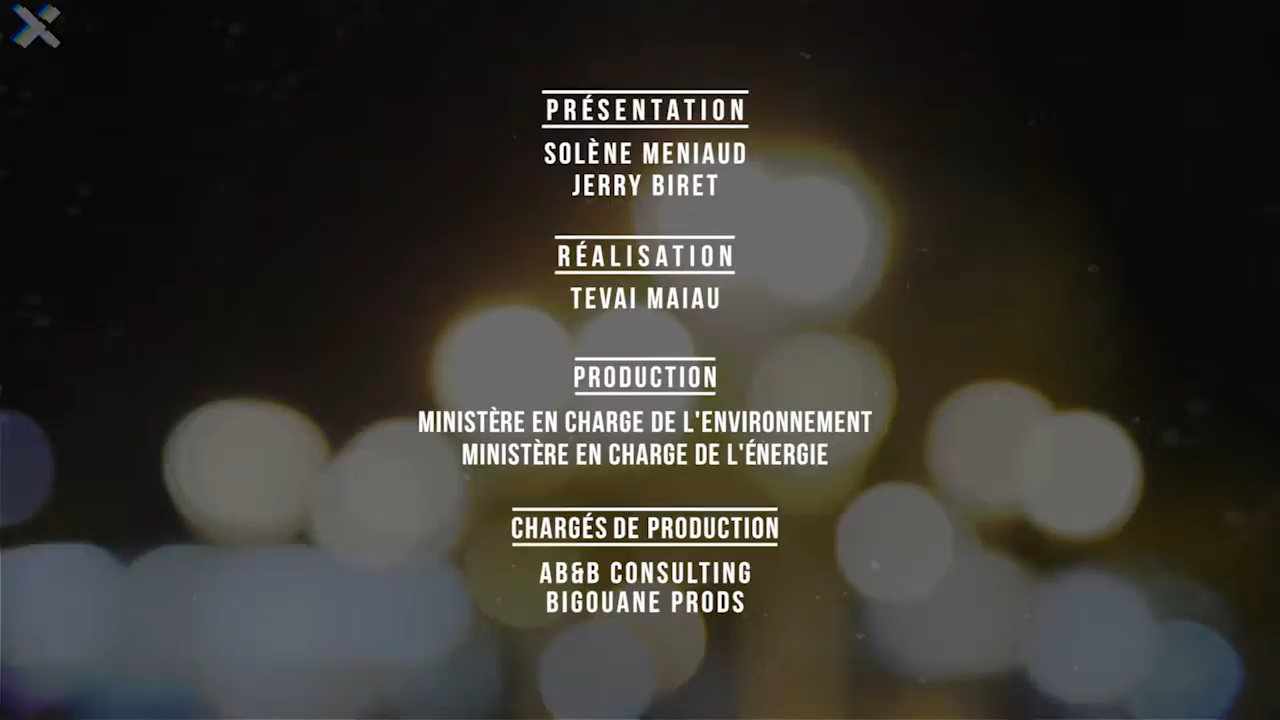 PRÉSENTATION
SOLÈNE MENIAUD
JERRY BIRET
RÉALISATION
TEVAI MAIAU
PRODUCTION
MINISTÈRE EN CHARGE DE L'ENVIRONNEMENT
MINISTÈRE EN CHARGE DE L'ÉNERGIE
CHARGÉS DE PRODUCTION
AB&B CONSULTING
BIGOUANE PRODS